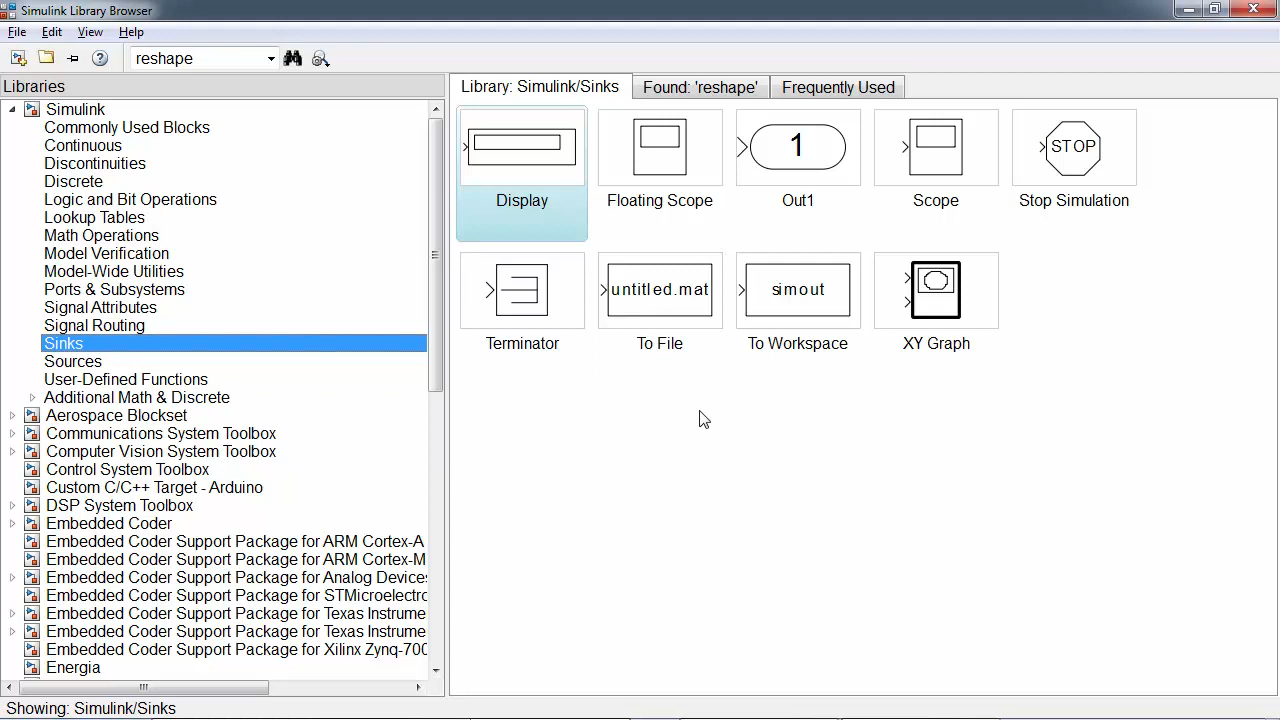 Simulink Library Browser
File Edit View Help
reshape
Libraries
Simulink
Commonly Used Blocks
Continuous
Discontinuities
Discrete
Logic and Bit Operations
Lookup Tables
Math Operations
Model Verification
Model-Wide Utilities
Ports & Subsystems
Signal Attributes
Signal Routing
Sinks
Sources
User-Defined Functions
Additional Math & Discrete
Aerospace Blockset
Communications System Toolbox
Computer Vision System Toolbox
Control System Toolbox
Custom C/C++ Target - Arduino
DSP System Toolbox
Embedded Coder
Embedded Coder Support Package for ARM Cortex-A
Embedded Coder Support Package for ARM Cortex-M
Embedded Coder Support Package for Analog Devices
Embedded Coder Support Package for STMicroelectro
Embedded Coder Support Package for Texas Instrume
Embedded Coder Support Package for Texas Instrume
Embedded Coder Support Package for Xilinx Zynq-700
Energia
Library: Simulink/Sinks Found: 'reshape' Frequently Used
1 STOP
Display Floating Scope Out1 Scope Stop Simulation
untitled.mat simout
Terminator To File To Workspace XY Graph
Showing: Simulink/Sinks